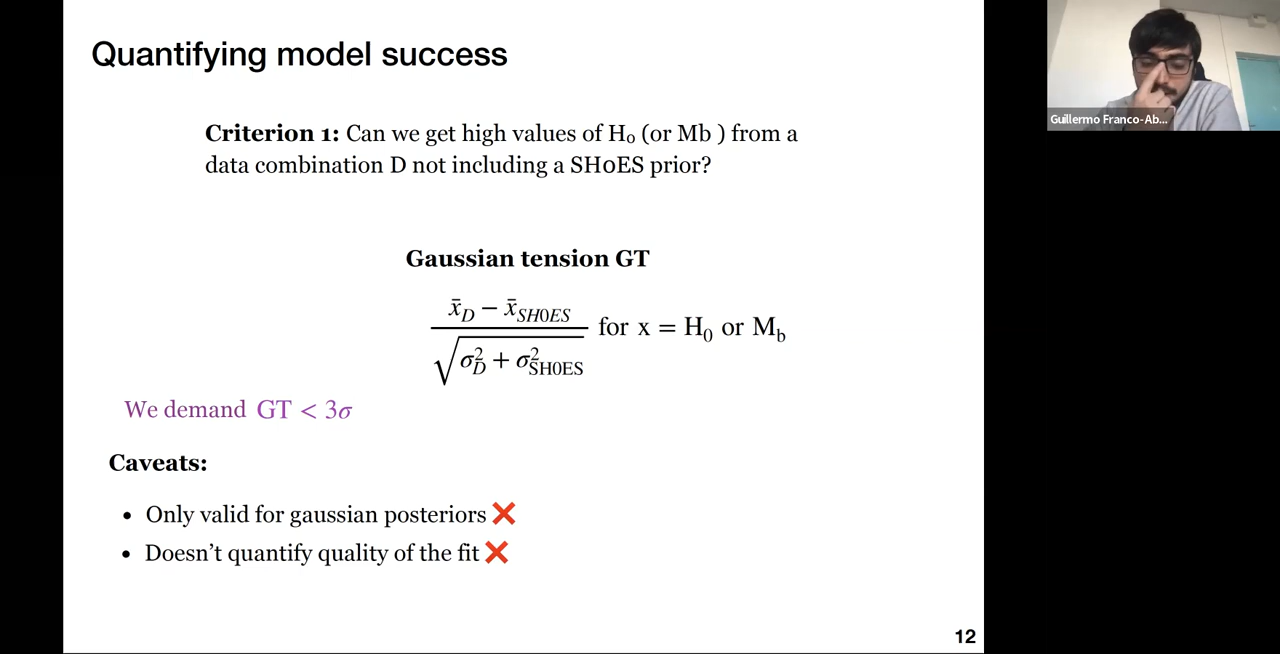 Quantifying model success
Guillermo Franco-Ab...
Criterion 1: Can we get high values of H₀ (or Mb ) from a
data combination D not including a SH0ES prior?
Gaussian tension GT
x̄_D − x̄_SH0ES
for x = H₀ or M_b
√σ²_D + σ²_SH0ES
We demand GT < 3σ
Caveats:
• Only valid for gaussian posteriors ❌
• Doesn’t quantify quality of the fit ❌
12